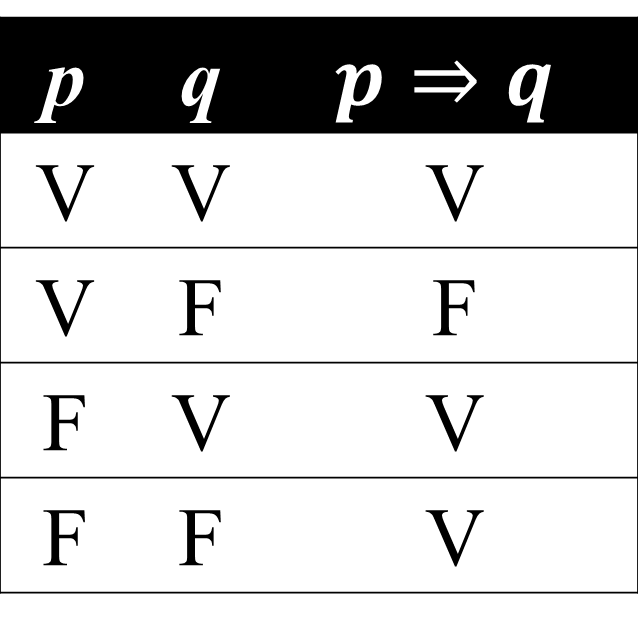 p q p ⇒ q
V V V
V F F
F V V
F F V